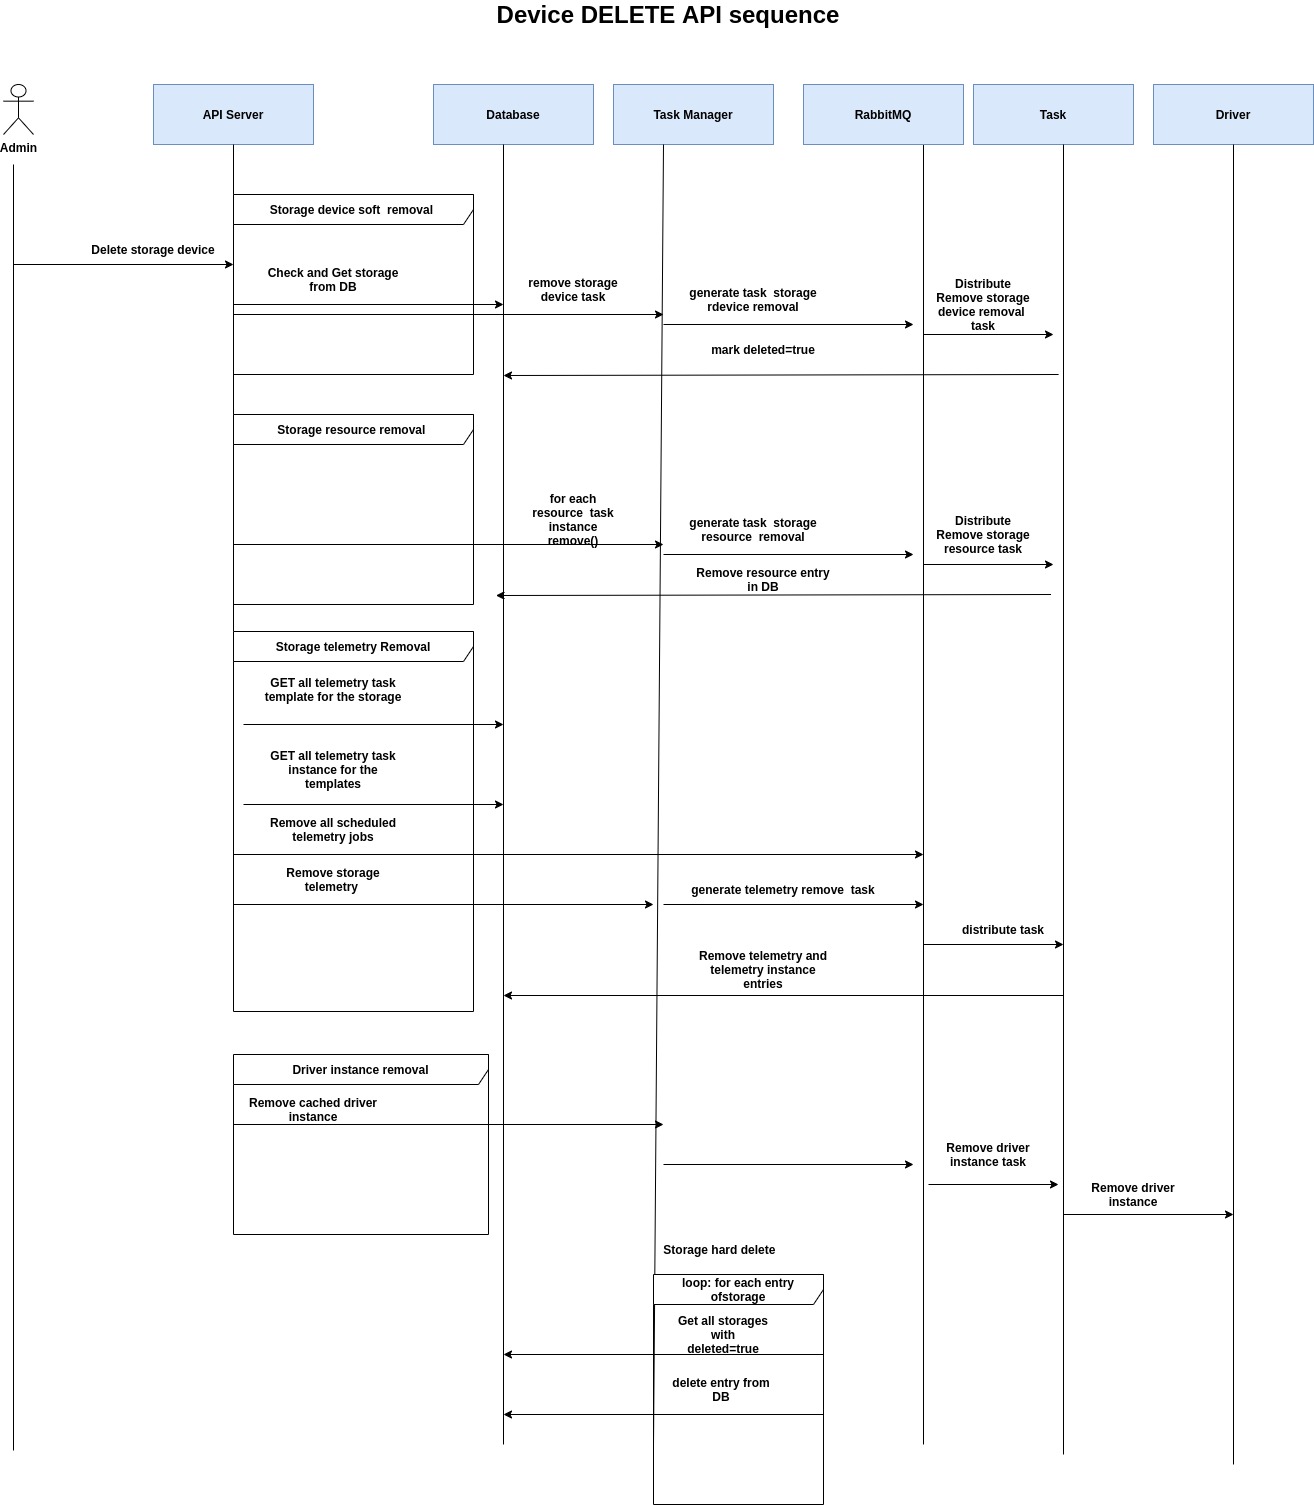 Device DELETE API sequence
Admin
API Server
Database
Task Manager
RabbitMQ
Task
Driver
Storage device soft  removal
Delete storage device
Check and Get storage
from DB
remove storage
device task
generate task  storage
rdevice removal
Distribute
Remove storage
device removal
task
mark deleted=true
Storage resource removal
for each
resource  task
instance
remove()
generate task  storage
resource  removal
Distribute
Remove storage
resource task
Remove resource entry
in DB
Storage telemetry Removal
GET all telemetry task
template for the storage
GET all telemetry task
instance for the
templates
Remove all scheduled
telemetry jobs
Remove storage
telemetry
generate telemetry remove  task
distribute task
Remove telemetry and
telemetry instance
entries
Driver instance removal
Remove cached driver
instance
Remove driver
instance task
Remove driver
instance
Storage hard delete
loop: for each entry
ofstorage
Get all storages
with
deleted=true
delete entry from
DB